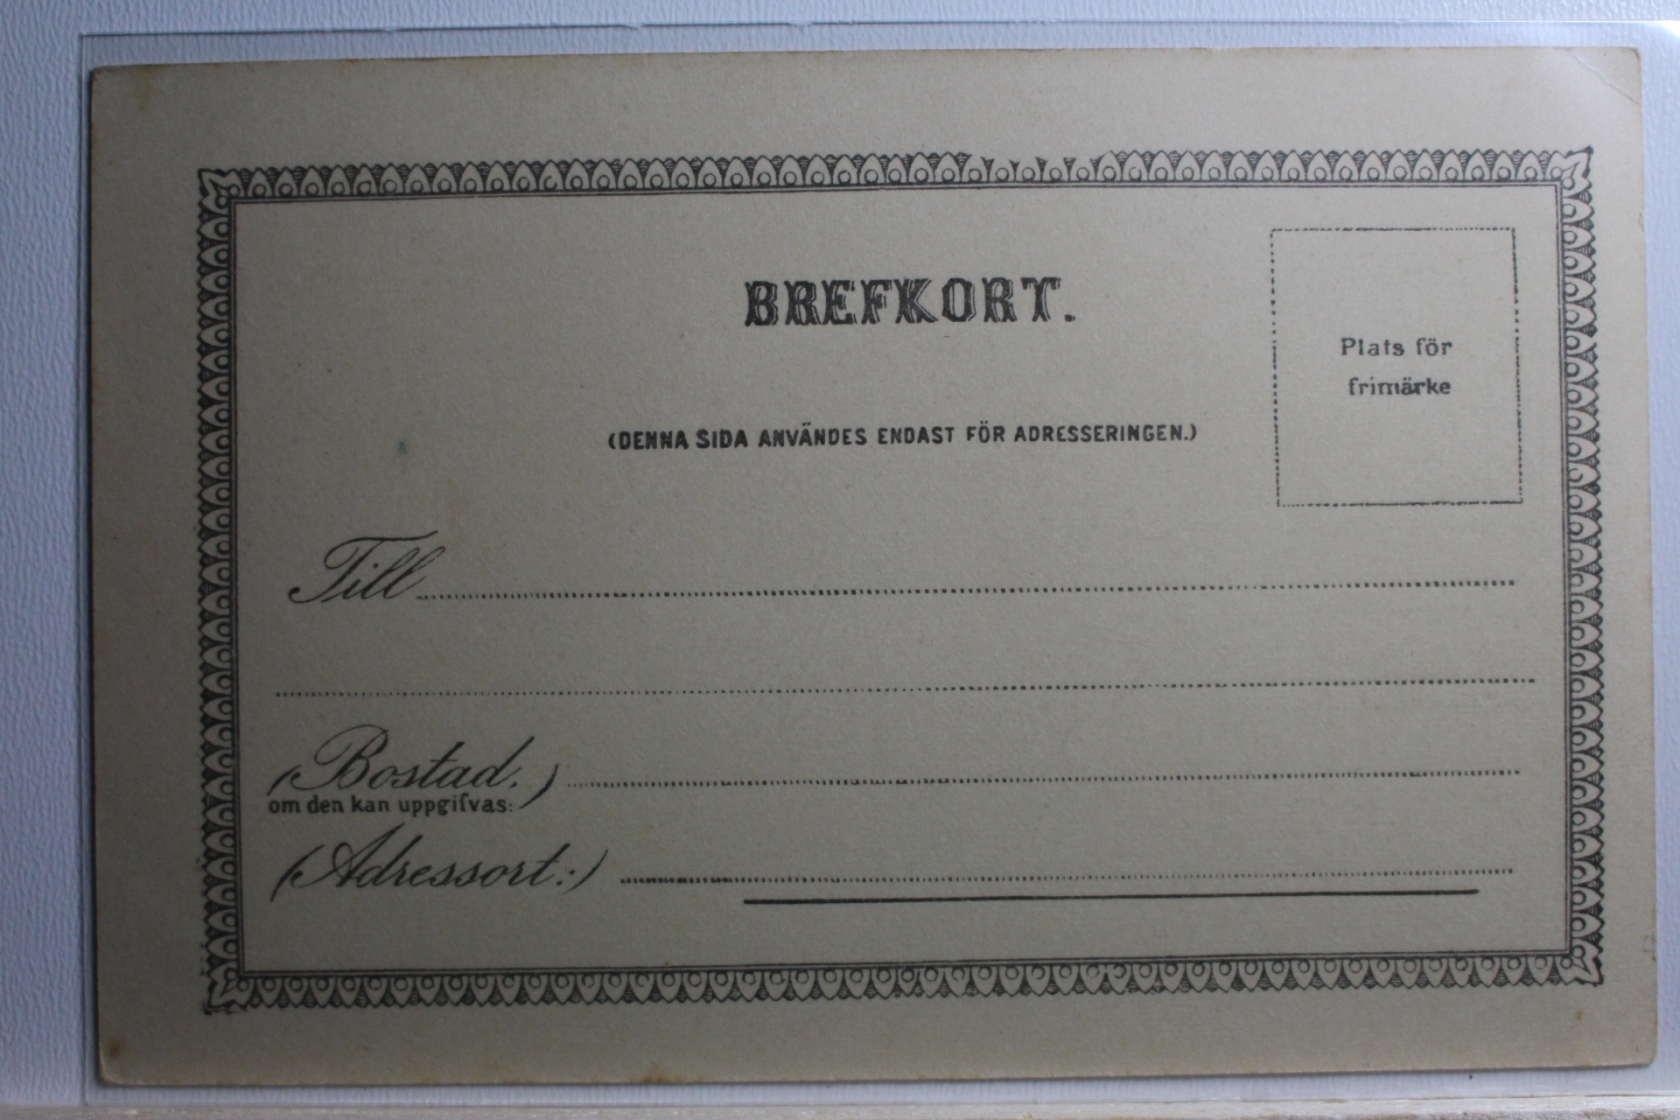 BREFKORT.
Plats för
frimärke
(DENNA SIDA ANVÄNDES ENDAST FÖR ADRESSERINGEN.)
Till
(Bostad.)
om den kan uppgifvas:
(Adressort:)